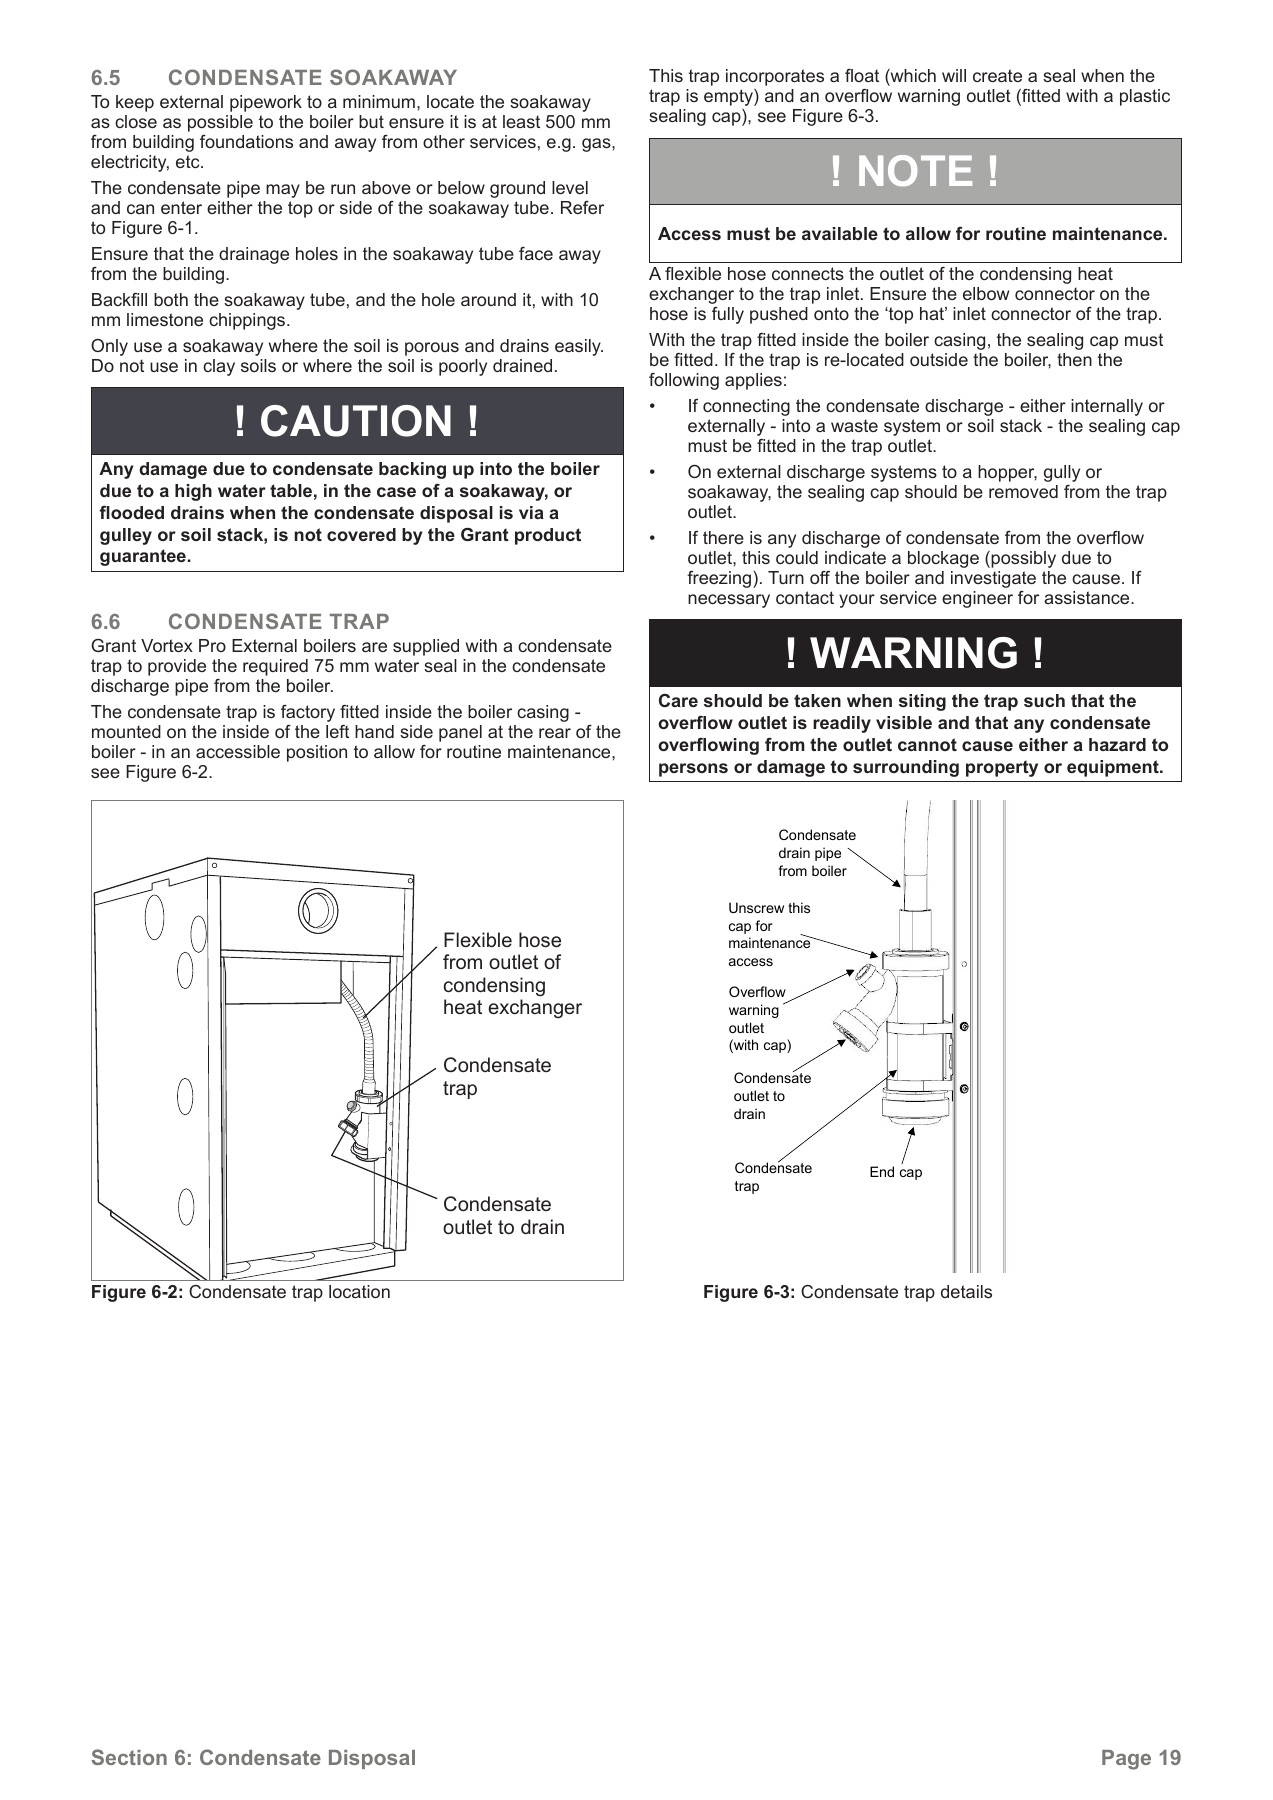 6.5 CONDENSATE SOAKAWAY
To keep external pipework to a minimum, locate the soakaway
as close as possible to the boiler but ensure it is at least 500 mm
from building foundations and away from other services, e.g. gas,
electricity, etc.
The condensate pipe may be run above or below ground level
and can enter either the top or side of the soakaway tube. Refer
to Figure 6-1.
Ensure that the drainage holes in the soakaway tube face away
from the building.
Backfill both the soakaway tube, and the hole around it, with 10
mm limestone chippings.
Only use a soakaway where the soil is porous and drains easily.
Do not use in clay soils or where the soil is poorly drained.
! CAUTION !
Any damage due to condensate backing up into the boiler
due to a high water table, in the case of a soakaway, or
flooded drains when the condensate disposal is via a
gulley or soil stack, is not covered by the Grant product
guarantee.
6.6 CONDENSATE TRAP
Grant Vortex Pro External boilers are supplied with a condensate
trap to provide the required 75 mm water seal in the condensate
discharge pipe from the boiler.
The condensate trap is factory fitted inside the boiler casing -
mounted on the inside of the left hand side panel at the rear of the
boiler - in an accessible position to allow for routine maintenance,
see Figure 6-2.
This trap incorporates a float (which will create a seal when the
trap is empty) and an overflow warning outlet (fitted with a plastic
sealing cap), see Figure 6-3.
! NOTE !
Access must be available to allow for routine maintenance.
A flexible hose connects the outlet of the condensing heat
exchanger to the trap inlet. Ensure the elbow connector on the
hose is fully pushed onto the ‘top hat’ inlet connector of the trap.
With the trap fitted inside the boiler casing, the sealing cap must
be fitted. If the trap is re-located outside the boiler, then the
following applies:
• If connecting the condensate discharge - either internally or
externally - into a waste system or soil stack - the sealing cap
must be fitted in the trap outlet.
• On external discharge systems to a hopper, gully or
soakaway, the sealing cap should be removed from the trap
outlet.
• If there is any discharge of condensate from the overflow
outlet, this could indicate a blockage (possibly due to
freezing). Turn off the boiler and investigate the cause. If
necessary contact your service engineer for assistance.
! WARNING !
Care should be taken when siting the trap such that the
overflow outlet is readily visible and that any condensate
overflowing from the outlet cannot cause either a hazard to
persons or damage to surrounding property or equipment.
Flexible hose
from outlet of
condensing
heat exchanger
Condensate
trap
Condensate
outlet to drain
Figure 6-2: Condensate trap location
Condensate
drain pipe
from boiler
Unscrew this
cap for
maintenance
access
Overflow
warning
outlet
(with cap)
Condensate
outlet to
drain
Condensate
trap
End cap
Figure 6-3: Condensate trap details
Section 6: Condensate Disposal
Page 19